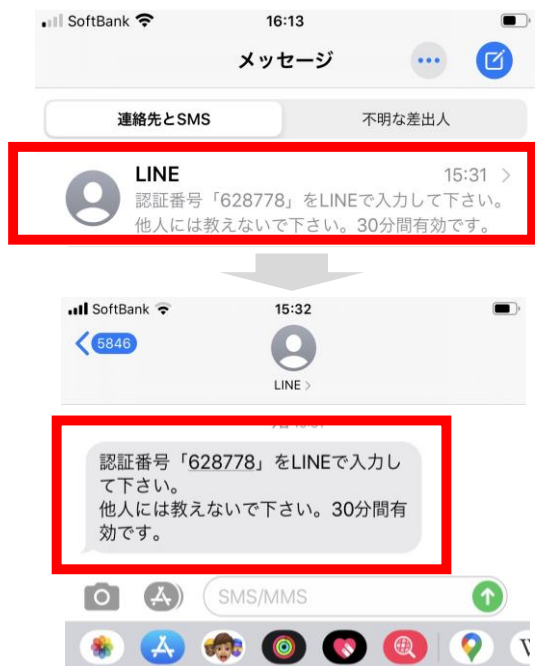 SoftBank 16:13
メッセージ
連絡先とSMS 不明な差出人
LINE 15:31
認証番号「628778」をLINEで入力して下さい。
他人には教えないで下さい。30分間有効です。
SoftBank 15:32
5846
LINE
認証番号「628778」をLINEで入力し
て下さい。
他人には教えないで下さい。30分間有
効です。
SMS/MMS